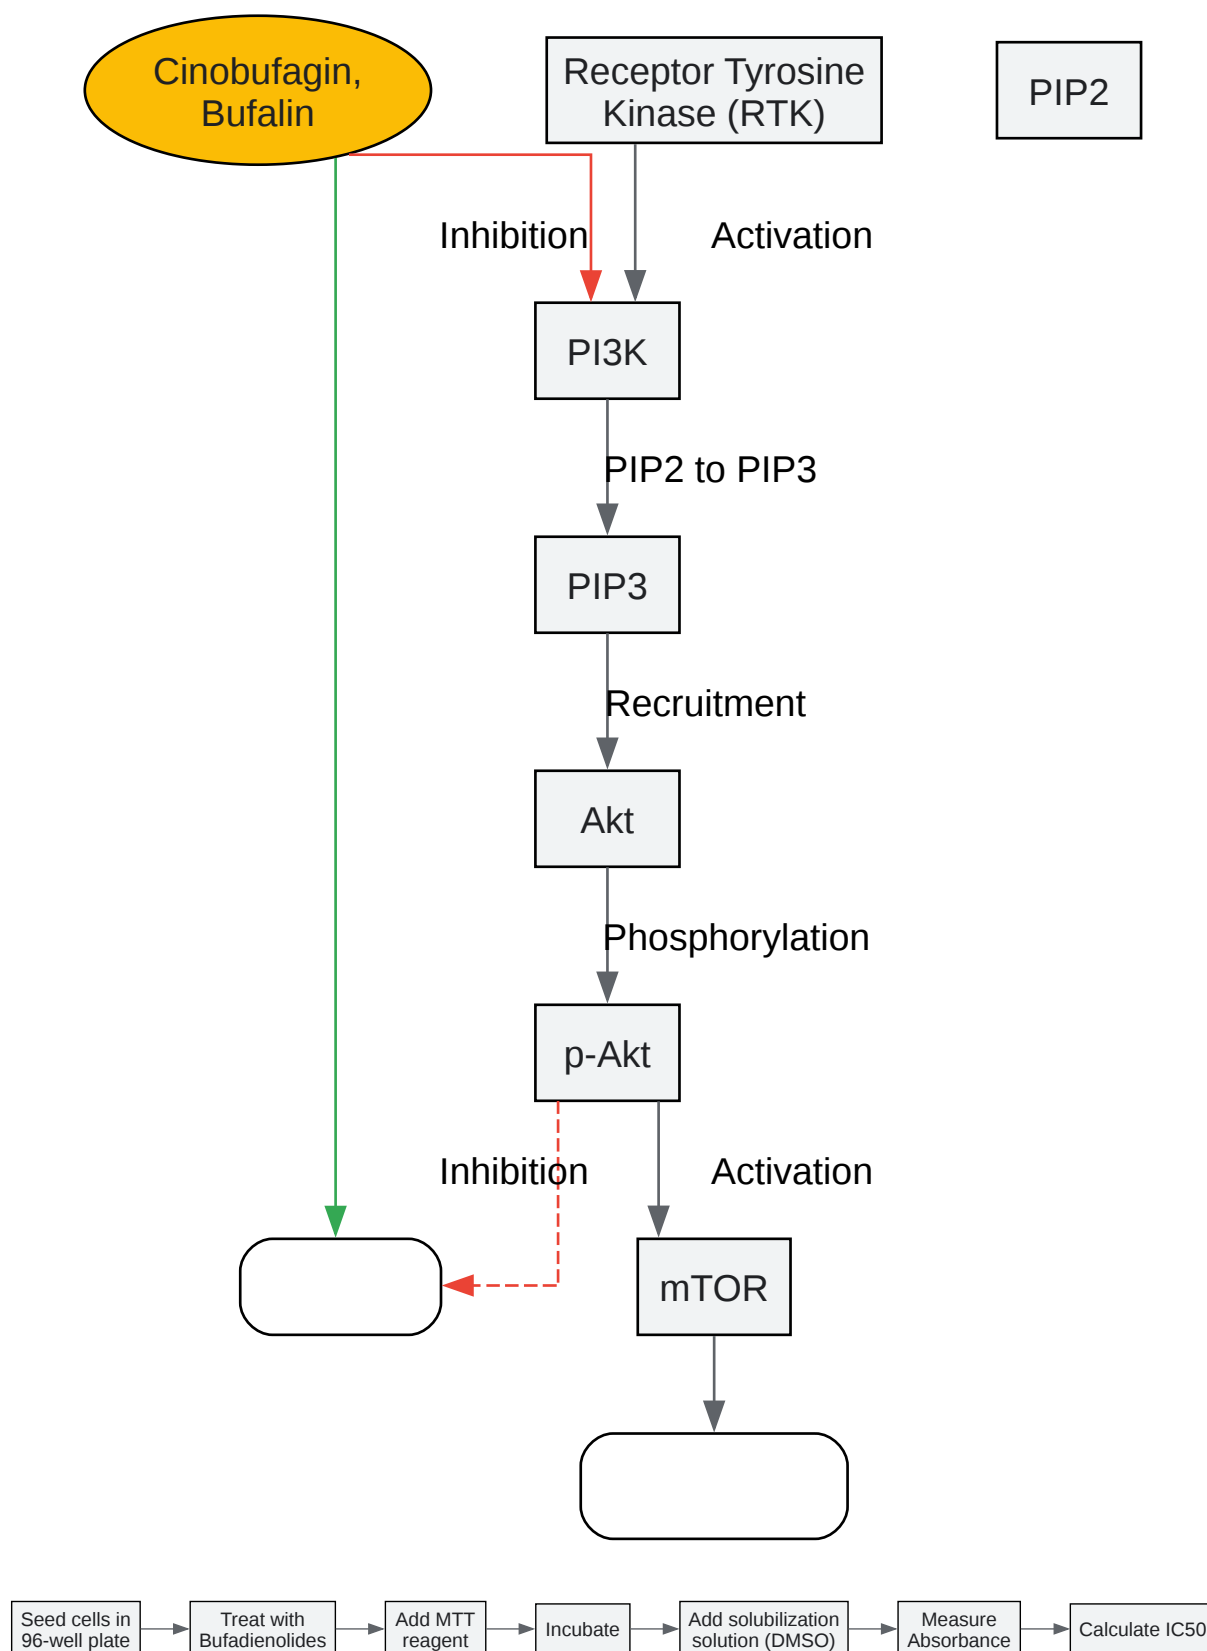 Cinobufagin,
Bufalin
Receptor Tyrosine
Kinase (RTK)
PIP2
Inhibition
Activation
PI3K
PIP2 to PIP3
PIP3
Recruitment
Akt
Phosphorylation
p-Akt
Inhibition
Activation
mTOR
Seed cells in
96-well plate
Treat with
Bufadienolides
Add MTT
reagent
Incubate
Add solubilization
solution (DMSO)
Measure
Absorbance
Calculate IC50